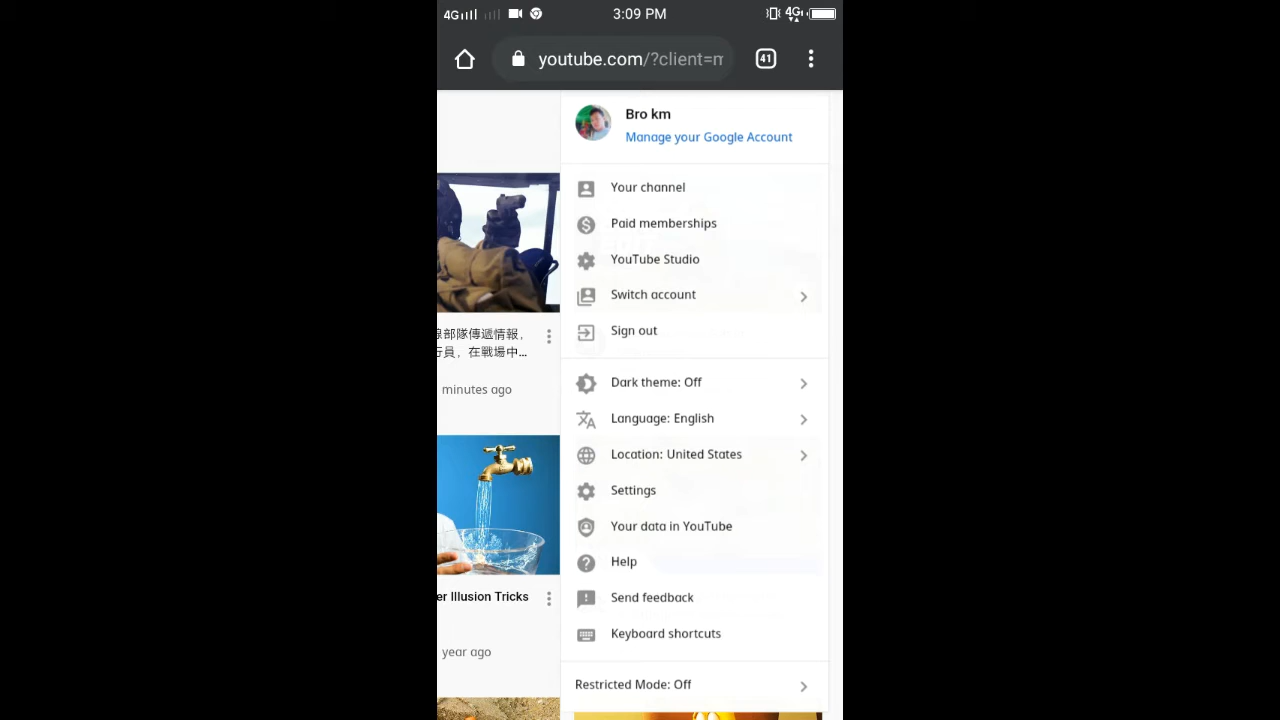 4G 3:09 PM 4G
youtube.com/?client=m 41
Bro km
Manage your Google Account
Your channel
Paid memberships
YouTube Studio
Switch account
Sign out
部隊傳遞情報，
員，在戰場中...
minutes ago
Dark theme: Off
Language: English
Location: United States
Settings
Your data in YouTube
Help
Send feedback
Keyboard shortcuts
er Illusion Tricks
year ago
Restricted Mode: Off